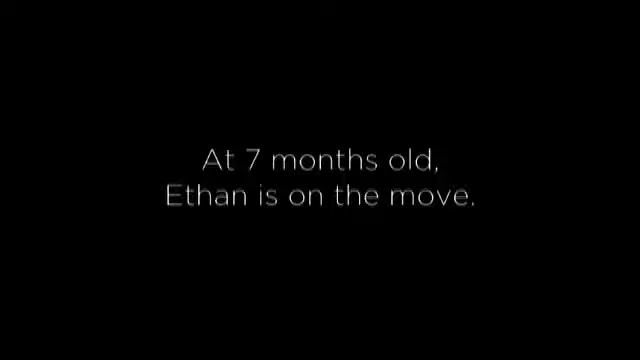 At 7 months old,
Ethan is on the move.